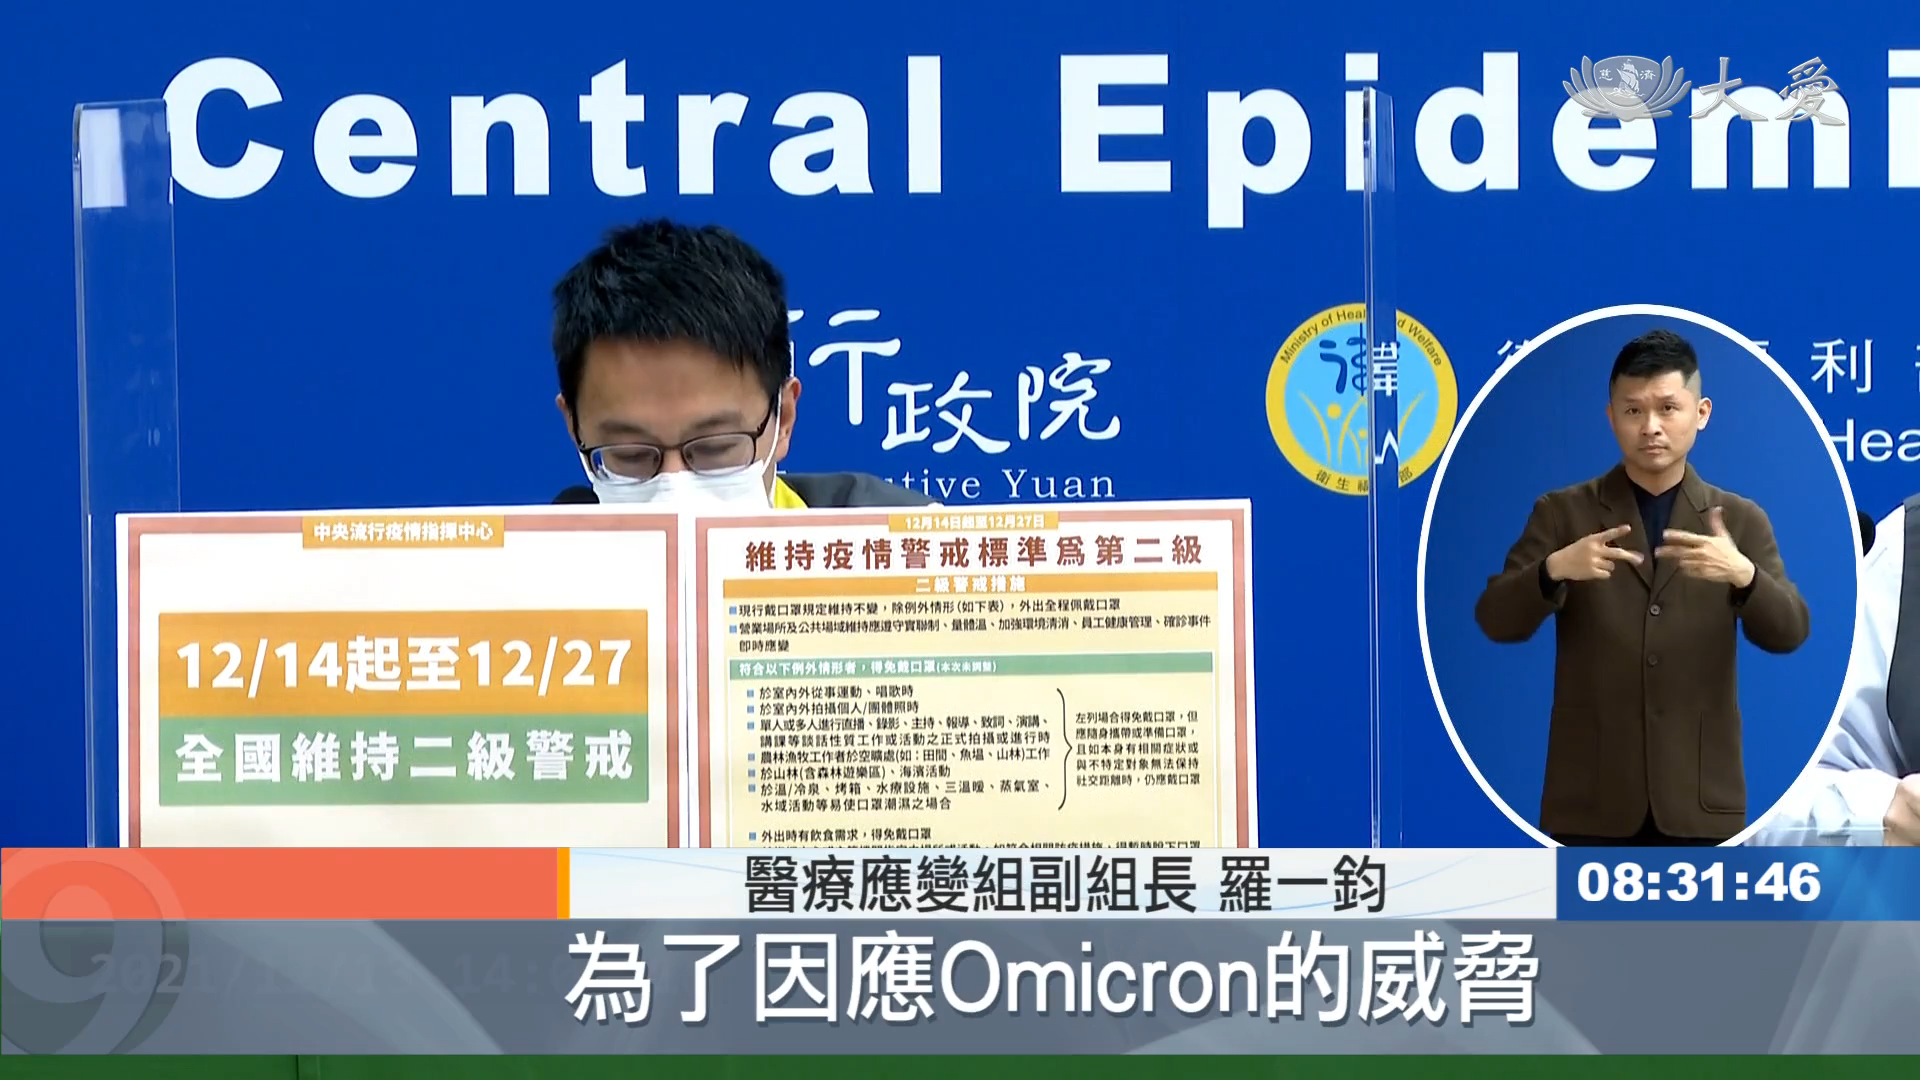 Central Epidemi
慈濟 大愛
行政院
Executive Yuan
Ministry of Health and Welfare
衛生福利部
利
Hea
中央流行疫情指揮中心
12/14起至12/27
全國維持二級警戒
12月14日起至12月27日
維持疫情警戒標準為第二級
二級警戒措施
現行戴口罩規定維持不變，除例外情形(如下表)，外出全程佩戴口罩
營業場所及公共場域維持應遵守實聯制、量體溫、加強環境清消、員工健康管理、確診事件
即時應變
符合以下例外情形者，得免戴口罩(本次未調整)
於室內外從事運動、唱歌時
於室內外拍攝個人/團體照時
單人或多人進行直播、錄影、主持、報導、致詞、演講、
講課等談話性質工作或活動之正式拍攝或進行時
農林漁牧工作者於空曠處(如：田間、魚塭、山林)工作
於山林(含森林遊樂區)、海濱活動
於溫/冷泉、烤箱、水療設施、三溫暖、蒸氣室、
水域活動等易使口罩潮濕之場合
左列場合得免戴口罩，但
應隨身攜帶或準備口罩，
且如本身有相關症狀或
與不特定對象無法保持
社交距離時，仍應戴口罩
外出時有飲食需求，得免戴口罩
醫療應變組副組長 羅一鈞
08:31:46
為了因應Omicron的威脅